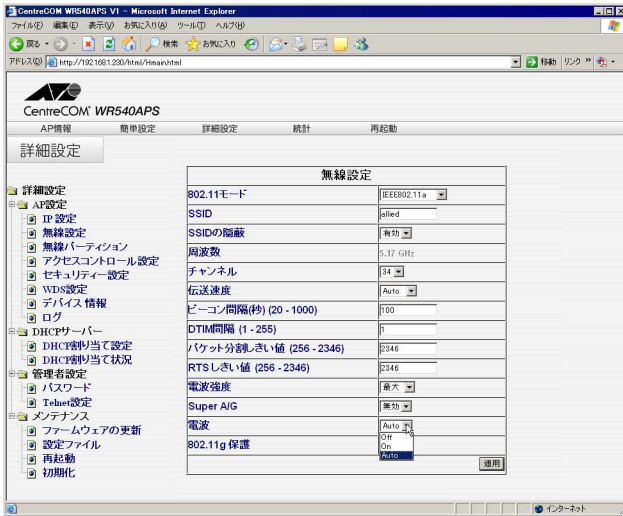 CentreCOM WR540APS V1 - Microsoft Internet Explorer
ファイル(F) 編集(E) 表示(V) お気に入り(A) ツール(T) ヘルプ(H)
戻る 検索 お気に入り
アドレス(D) http://192.168.1.230/html/Hmain.html 移動 リンク »
CentreCOM® WR540APS
AP情報 簡単設定 詳細設定 統計 再起動
詳細設定
詳細設定
AP設定
IP 設定
無線設定
無線パーティション
アクセスコントロール設定
セキュリティー設定
WDS設定
デバイス 情報
ログ
DHCPサーバー
DHCP割り当て設定
DHCP割り当て状況
管理者設定
パスワード
Telnet設定
メンテナンス
ファームウェアの更新
設定ファイル
再起動
初期化
無線設定
802.11モード IEEE802.11a
SSID allied
SSIDの隠蔽 有効
周波数 5.17 GHz
チャンネル 34
伝送速度 Auto
ビーコン間隔(秒) (20 - 1000) 100
DTIM間隔 (1 - 255) 1
パケット分割しきい値 (256 - 2346) 2346
RTSしきい値 (256 - 2346) 2346
電波強度 最大
Super A/G 無効
電波 Auto
Off
On
Auto
802.11g 保護
適用
インターネット